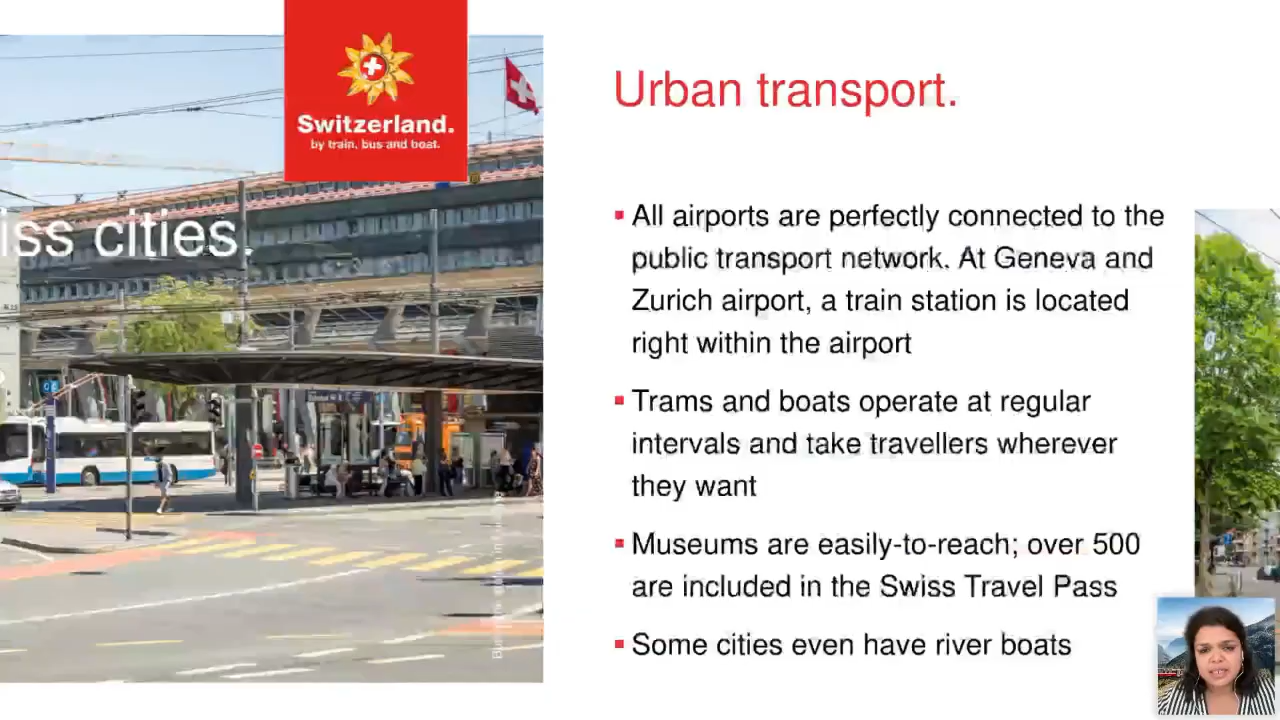 Switzerland.
by train, bus and boat.
iss cities.
Urban transport.
All airports are perfectly connected to the
public transport network. At Geneva and
Zurich airport, a train station is located
right within the airport
Trams and boats operate at regular
intervals and take travellers wherever
they want
Museums are easily-to-reach; over 500
are included in the Swiss Travel Pass
Some cities even have river boats